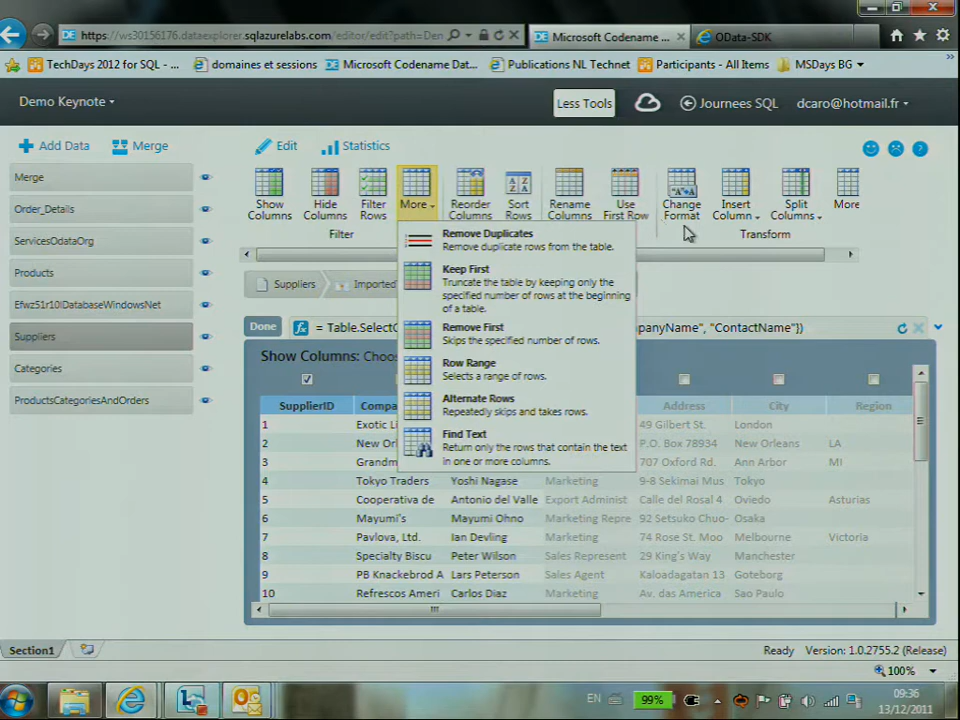 https://ws30156176.dataexplorer.sqlazurelabs.com/editor/edit?path=Den
Microsoft Codename ...
OData-SDK
TechDays 2012 for SQL - ...
domaines et sessions
Microsoft Codename Dat...
Publications NL Technet
Participants - All Items
MSDays BG
Demo Keynote
Less Tools
Journees SQL
dcaro@hotmail.fr
Add Data
Merge
Edit
Statistics
Merge
Order_Details
ServicesOdataOrg
Products
Efwz51r10\DatabaseWindowsNet
Suppliers
Categories
ProductsCategoriesAndOrders
Show Columns
Hide Columns
Filter Rows
More
Reorder Columns
Sort Rows
Rename Columns
Use First Row
Change Format
Insert Column
Split Columns
More
Filter
Transform
Remove Duplicates
Remove duplicate rows from the table.
Keep First
Truncate the table by keeping only the
specified number of rows at the beginning
of a table.
Remove First
Skips the specified number of rows.
Row Range
Selects a range of rows.
Alternate Rows
Repeatedly skips and takes rows.
Find Text
Return only the rows that contain the text
in one or more columns.
Suppliers
Imported
Done
fx
= Table.SelectC
mpanyName", "ContactName"})
Show Columns: Choo
SupplierID Compa Address City Region
1 Exotic Li 49 Gilbert St. London
2 New Orl P.O. Box 78934 New Orleans LA
3 Grandm 707 Oxford Rd. Ann Arbor MI
4 Tokyo Traders Yoshi Nagase Marketing 9-8 Sekimai Mus Tokyo
5 Cooperativa de Antonio del Valle Export Administ Calle del Rosal 4 Oviedo Asturias
6 Mayumi's Mayumi Ohno Marketing Repre 92 Setsuko Chuo- Osaka
7 Pavlova, Ltd. Ian Devling Marketing 74 Rose St. Moo Melbourne Victoria
8 Specialty Biscu Peter Wilson Sales Represent 29 King's Way Manchester
9 PB Knackebrod A Lars Peterson Sales Agent Kaloadagatan 13 Goteborg
10 Refrescos Ameri Carlos Diaz Marketing Av. das America Sao Paulo
Section1
Ready Version: 1.0.2755.2 (Release)
100%
EN
99%
09:36
13/12/2011